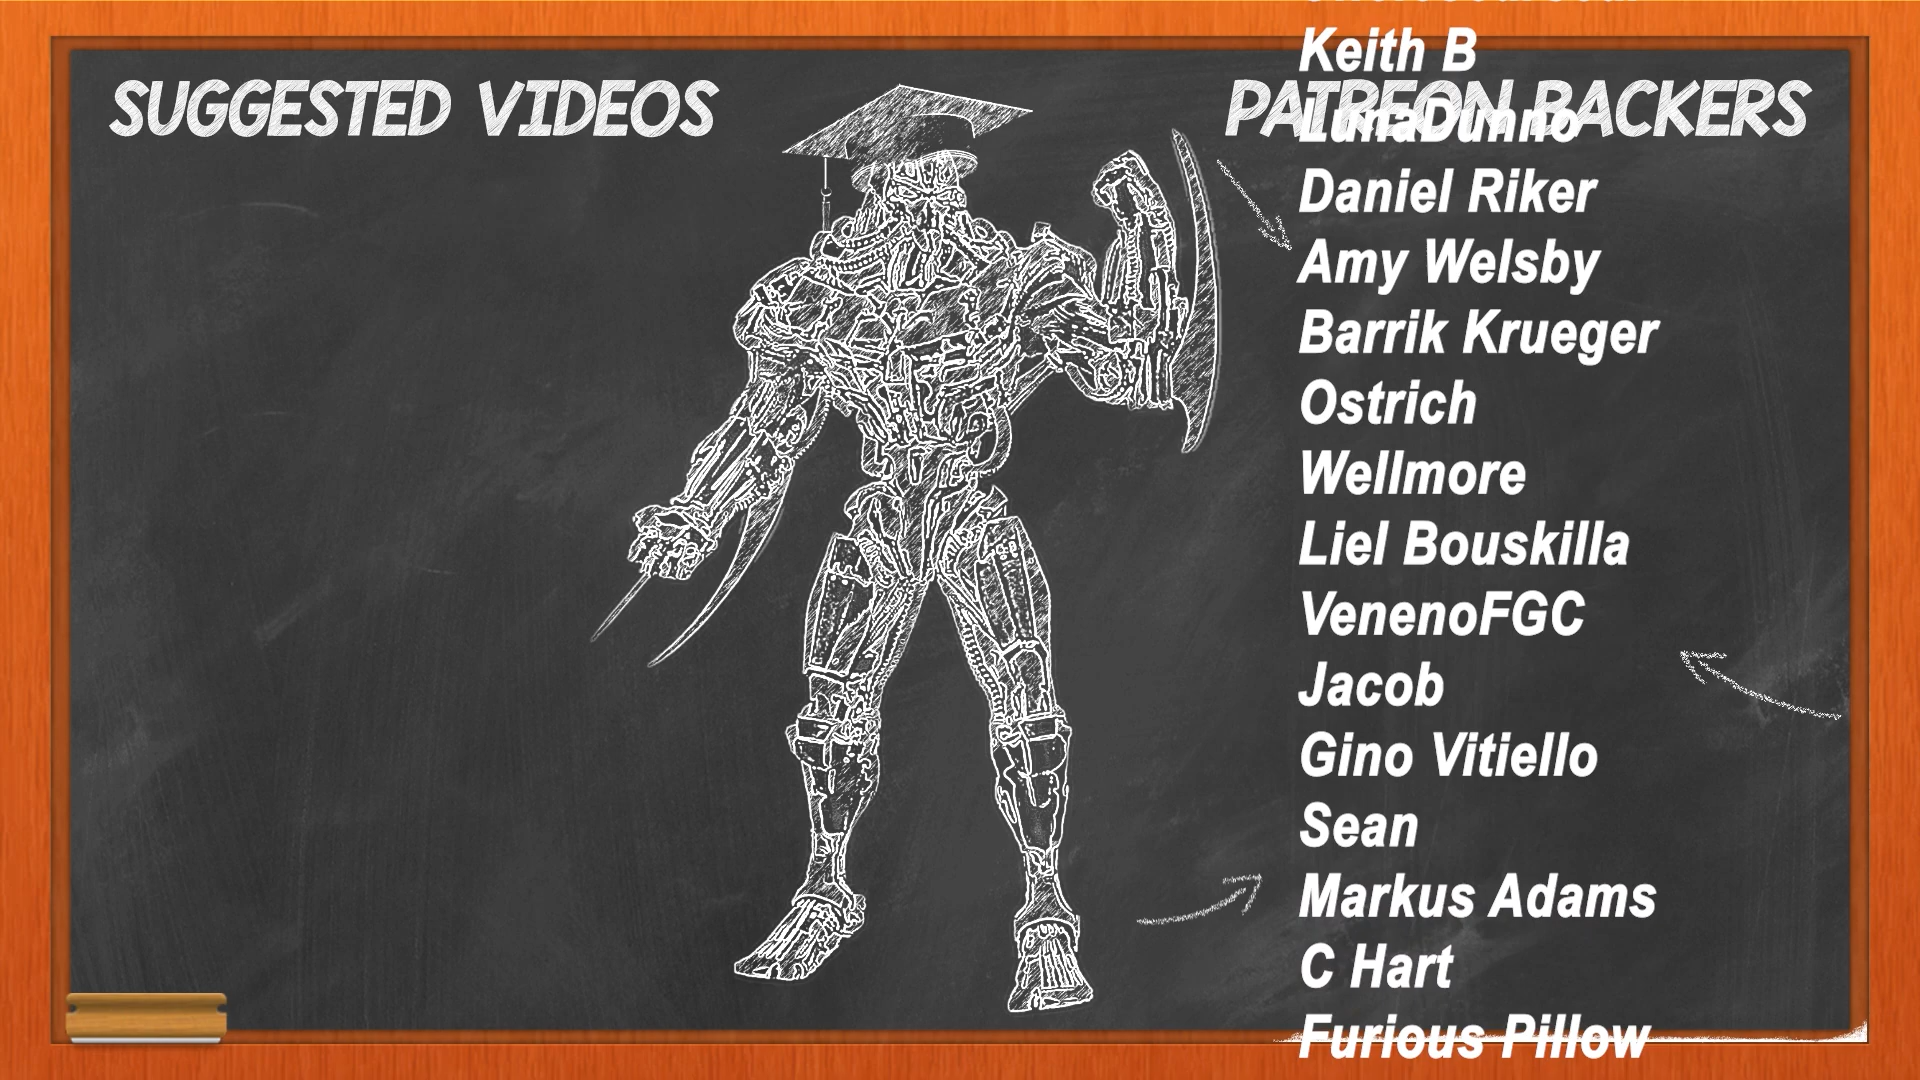 SUGGESTED VIDEOS
PATREON BACKERS
Keith B
LunaDunno
Daniel Riker
Amy Welsby
Barrik Krueger
Ostrich
Wellmore
Liel Bouskilla
VenenoFGC
Jacob
Gino Vitiello
Sean
Markus Adams
C Hart
Furious Pillow